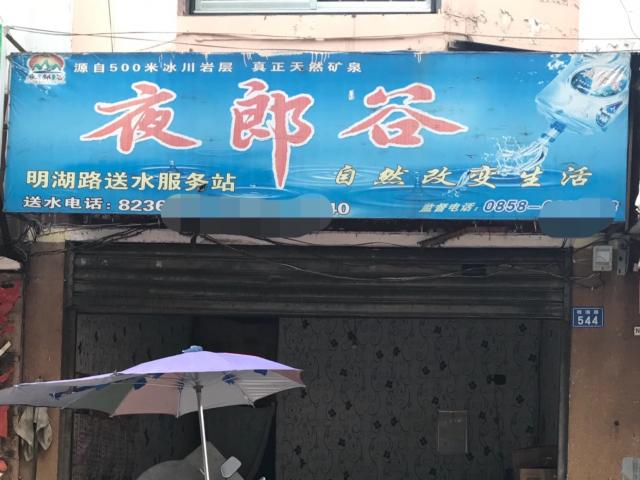 源自500米冰川岩层 真正天然矿泉
夜郎谷
明湖路送水服务站
自然改变生活
送水电话:8236
40
监督电话:0858-
544